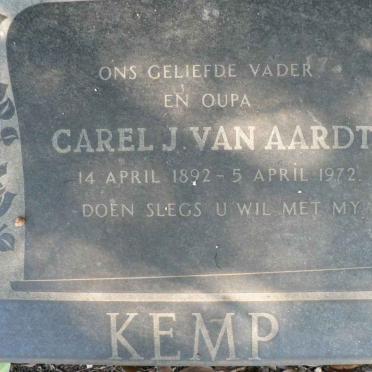 ONS GELIEFDE VADER
EN OUPA
CAREL J. VAN AARDT
14 APRIL 1892 - 5 APRIL 1972.
DOEN SLEGS U WIL MET MY
KEMP